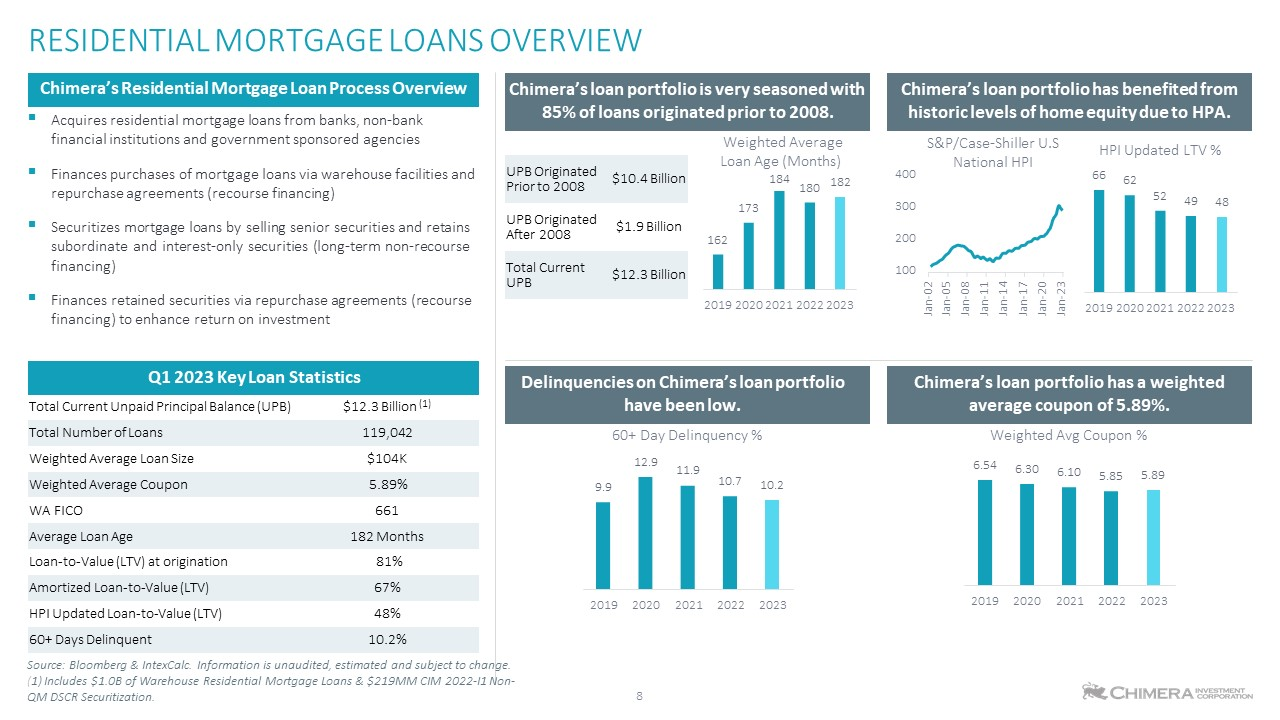 RESIDENTIAL MORTGAGE LOANS OVERVIEW
Chimera's Residential Mortgage Loan Process Overview
▪ Acquires residential mortgage loans from banks, non-bank
financial institutions and government sponsored agencies
▪ Finances purchases of mortgage loans via warehouse facilities and
repurchase agreements (recourse financing)
▪ Securitizes mortgage loans by selling senior securities and retains
subordinate and interest-only securities (long-term non-recourse
financing)
▪ Finances retained securities via repurchase agreements (recourse
financing) to enhance return on investment
Q1 2023 Key Loan Statistics
Total Current Unpaid Principal Balance (UPB) $12.3 Billion (1)
Total Number of Loans 119,042
Weighted Average Loan Size $104K
Weighted Average Coupon 5.89%
WA FICO 661
Average Loan Age 182 Months
Loan-to-Value (LTV) at origination 81%
Amortized Loan-to-Value (LTV) 67%
HPI Updated Loan-to-Value (LTV) 48%
60+ Days Delinquent 10.2%
Source: Bloomberg & IntexCalc. Information is unaudited, estimated and subject to change.
(1) Includes $1.0B of Warehouse Residential Mortgage Loans & $219MM CIM 2022-I1 Non-
QM DSCR Securitization.
Chimera's loan portfolio is very seasoned with
85% of loans originated prior to 2008.
UPB Originated
Prior to 2008 $10.4 Billion
UPB Originated
After 2008 $1.9 Billion
Total Current
UPB $12.3 Billion
Weighted Average
Loan Age (Months)
162 173 184 180 182
2019 2020 2021 2022 2023
Chimera's loan portfolio has benefited from
historic levels of home equity due to HPA.
S&P/Case-Shiller U.S
National HPI
400
300
200
100
Jan-02 Jan-05 Jan-08 Jan-11 Jan-14 Jan-17 Jan-20 Jan-23
HPI Updated LTV %
66 62 52 49 48
2019 2020 2021 2022 2023
Delinquencies on Chimera's loan portfolio
have been low.
60+ Day Delinquency %
9.9 12.9 11.9 10.7 10.2
2019 2020 2021 2022 2023
Chimera's loan portfolio has a weighted
average coupon of 5.89%.
Weighted Avg Coupon %
6.54 6.30 6.10 5.85 5.89
2019 2020 2021 2022 2023
8
CHIMERA INVESTMENT
CORPORATION